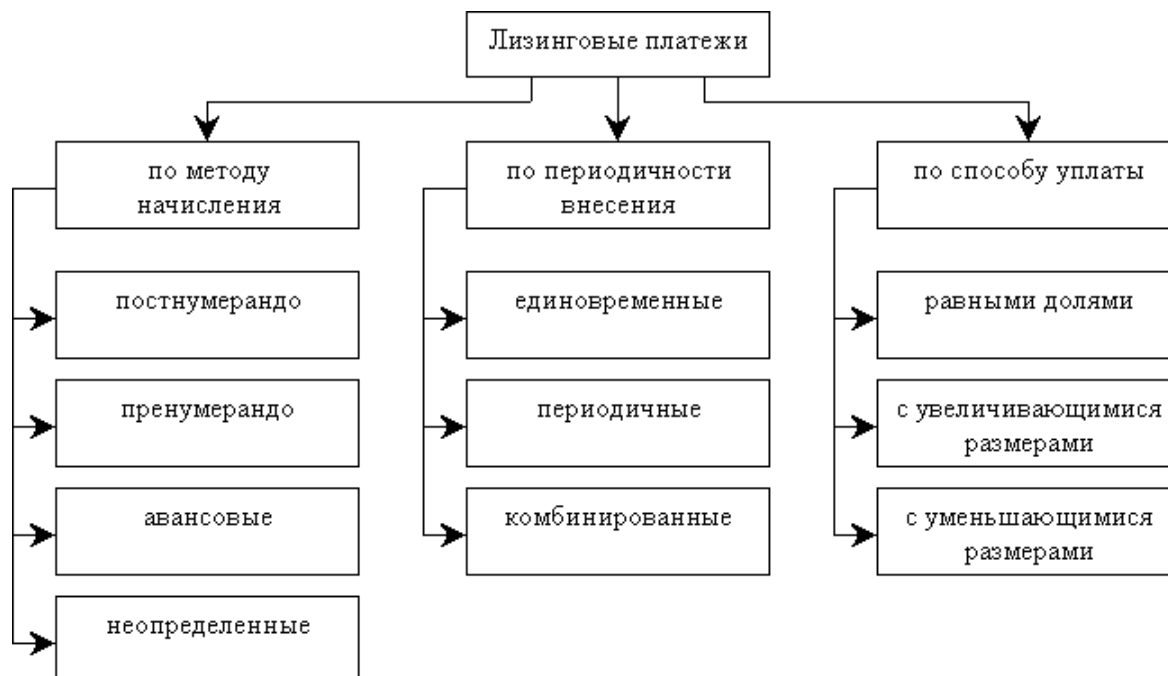 Лизинговые платежи
по методу
начисления
постнумерандо
пренумерандо
авансовые
неопределенные
по периодичности
внесения
единовременные
периодичные
комбинированные
по способу уплаты
равными долями
с увеличивающимися
размерами
с уменьшающимися
размерами